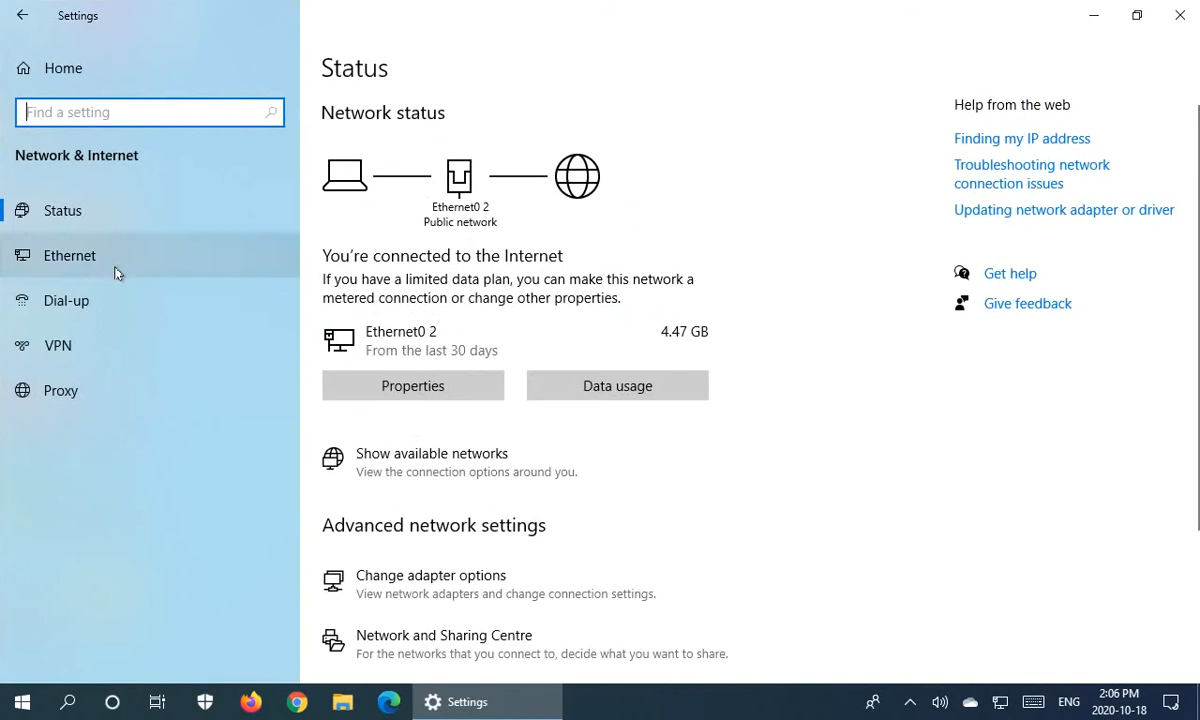 Settings
Home
Find a setting
Network & Internet
Status
Ethernet
Dial-up
VPN
Proxy
Status
Network status
Ethernet0 2
Public network
You're connected to the Internet
If you have a limited data plan, you can make this network a
metered connection or change other properties.
Ethernet0 2
4.47 GB
From the last 30 days
Properties
Data usage
Show available networks
View the connection options around you.
Advanced network settings
Change adapter options
View network adapters and change connection settings.
Network and Sharing Centre
For the networks that you connect to, decide what you want to share.
Help from the web
Finding my IP address
Troubleshooting network
connection issues
Updating network adapter or driver
Get help
Give feedback
Settings
ENG
2:06 PM
2020-10-18